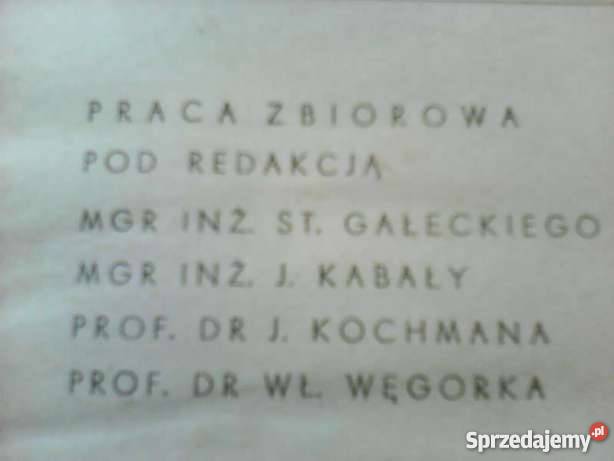 PRACA ZBIOROWA
POD REDAKCJĄ
MGR INŻ. ST. GAŁECKIEGO
MGR INŻ. J. KABAŁY
PROF. DR J. KOCHMANA
PROF. DR WŁ. WĘGORKA
Sprzedajemy.pl